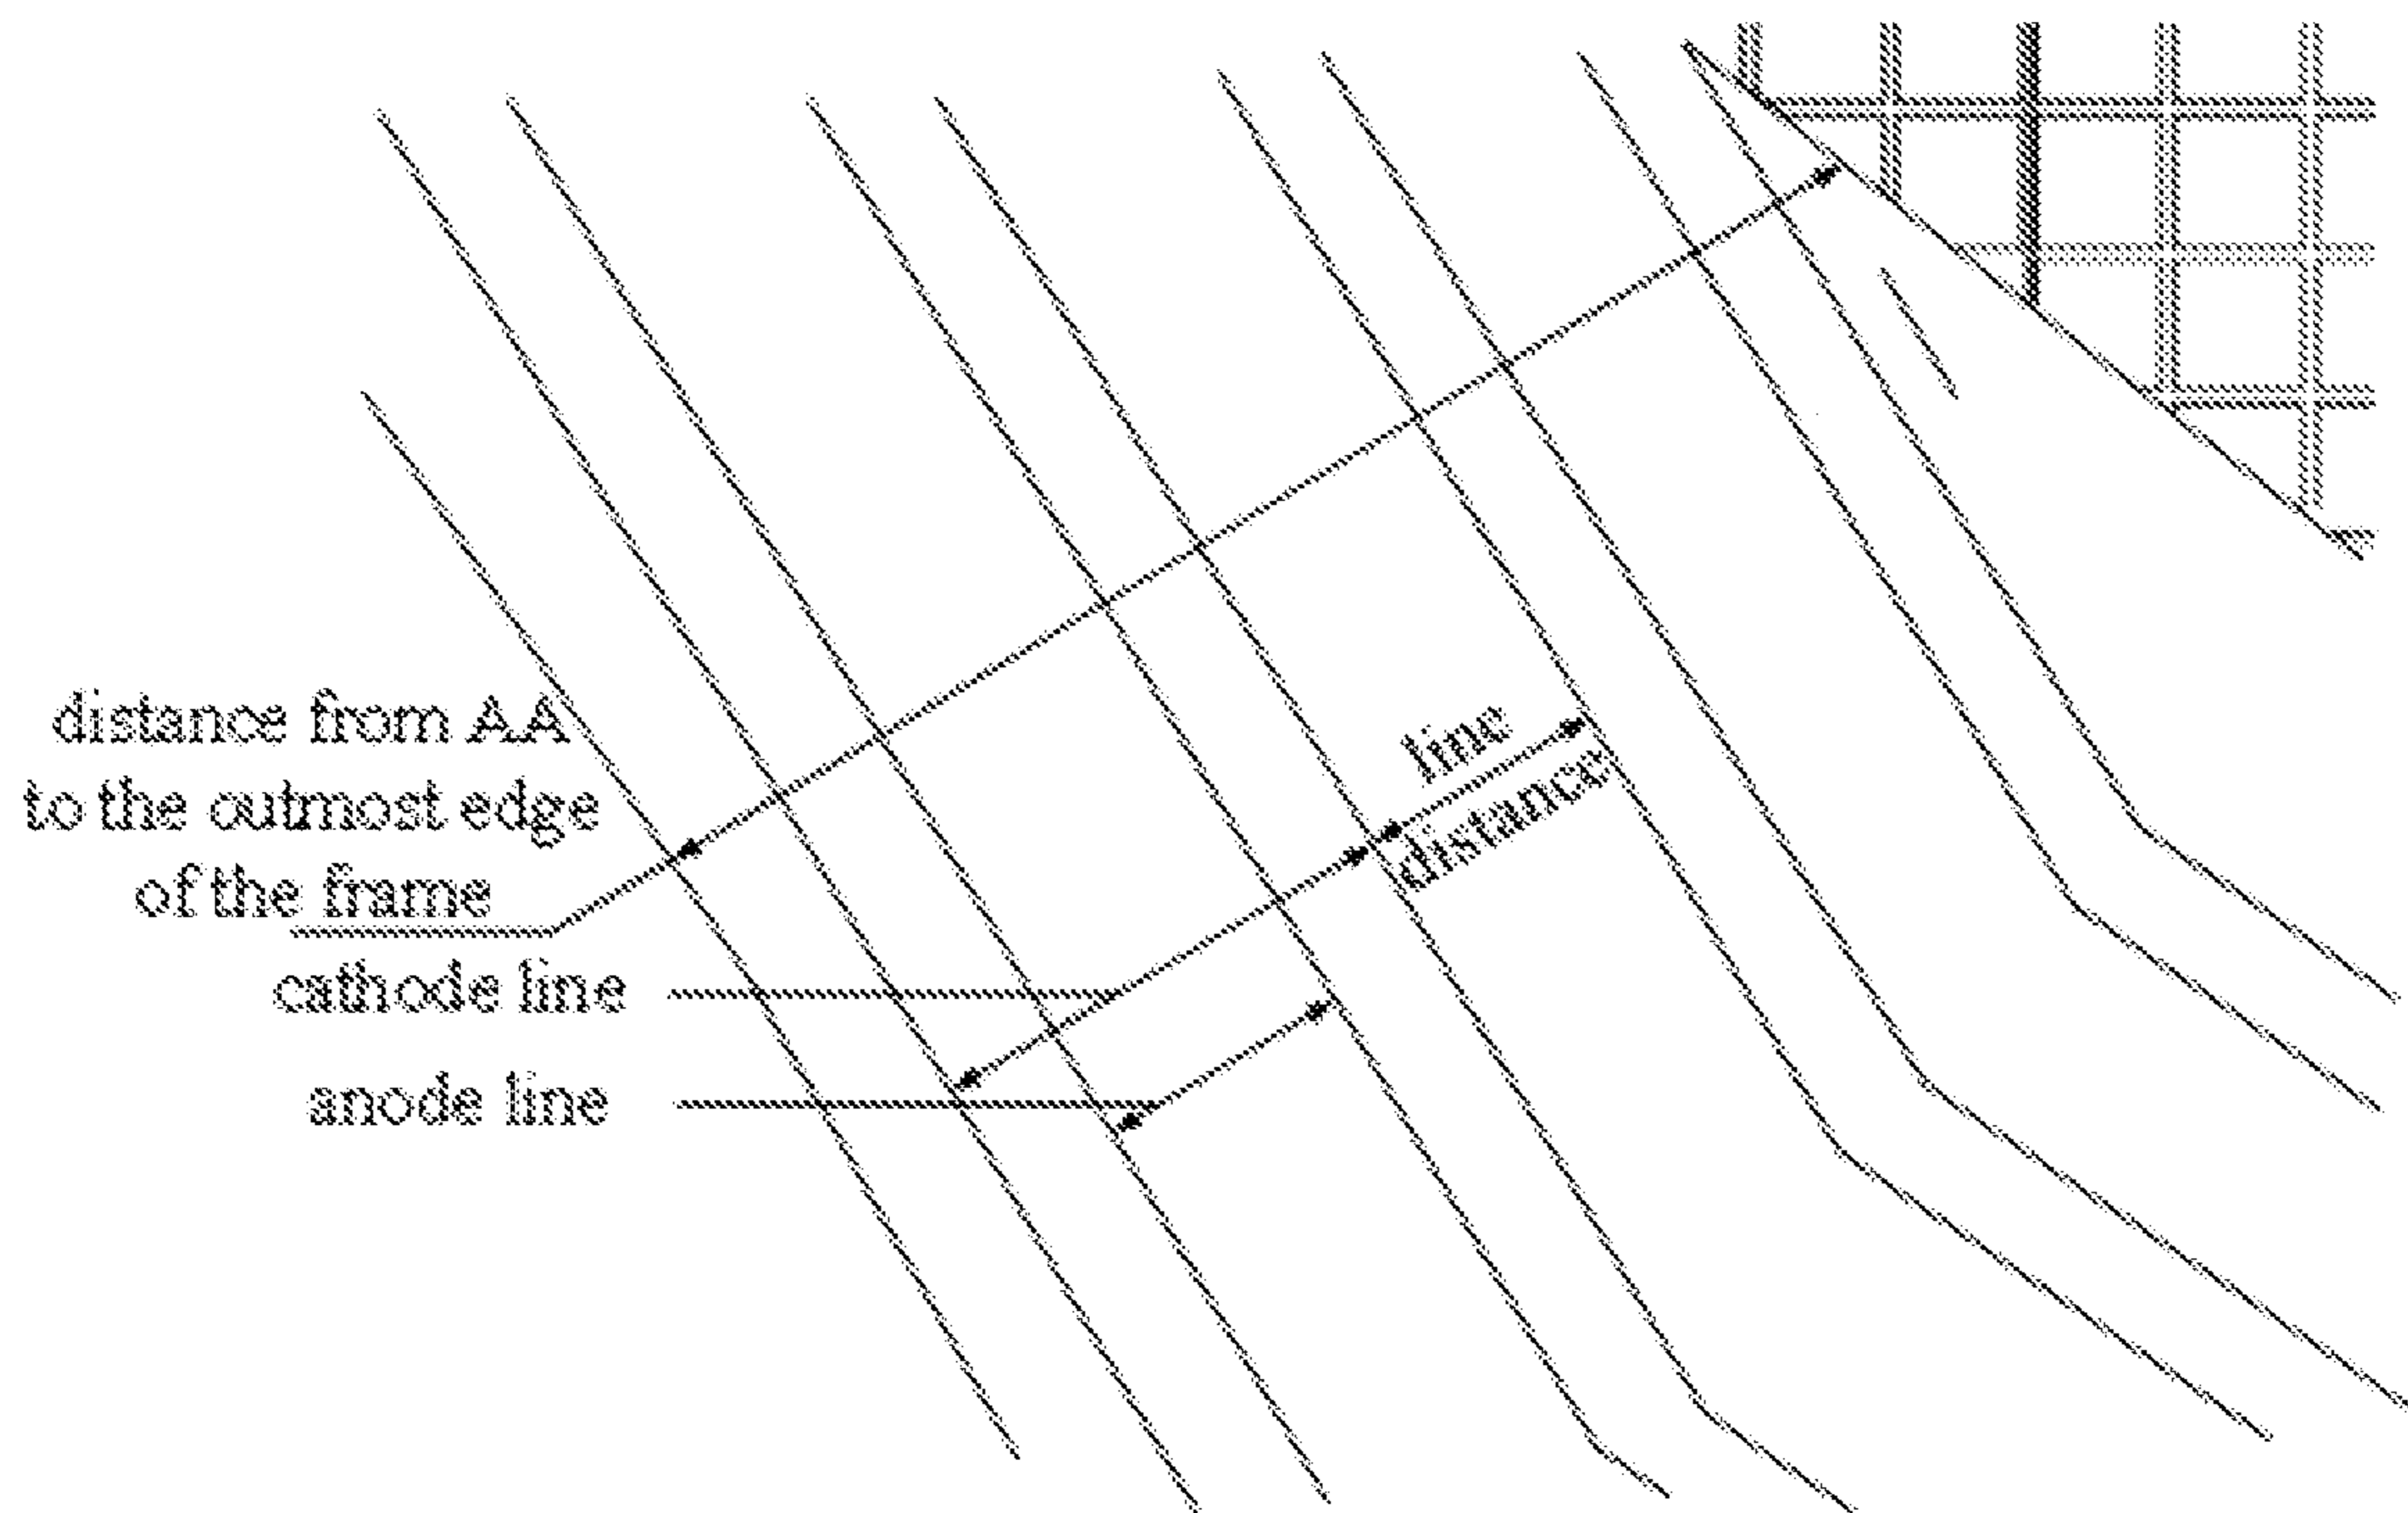 distance from AA
to the outmost edge
of the frame
line
distance
cathode line
anode line